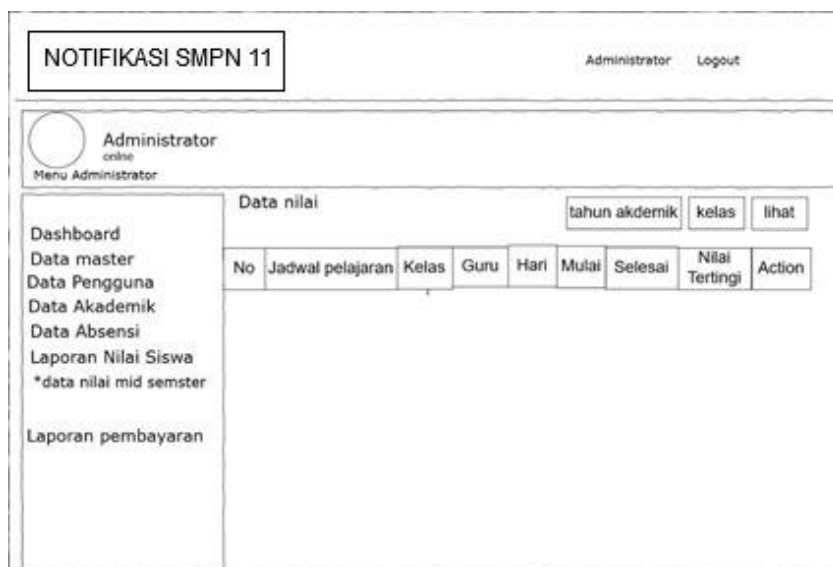 NOTIFIKASI SMPN 11
Administrator Logout
Administrator
onlne
Menu Administrator
Data nilai
tahun akdemik kelas lihat
Dashboard
Data master
Data Pengguna
Data Akademik
Data Absensi
Laporan Nilai Siswa
*data nilai mid semster
Laporan pembayaran
No Jadwal pelajaran Kelas Guru Hari Mulai Selesai Nilai Tertingi Action